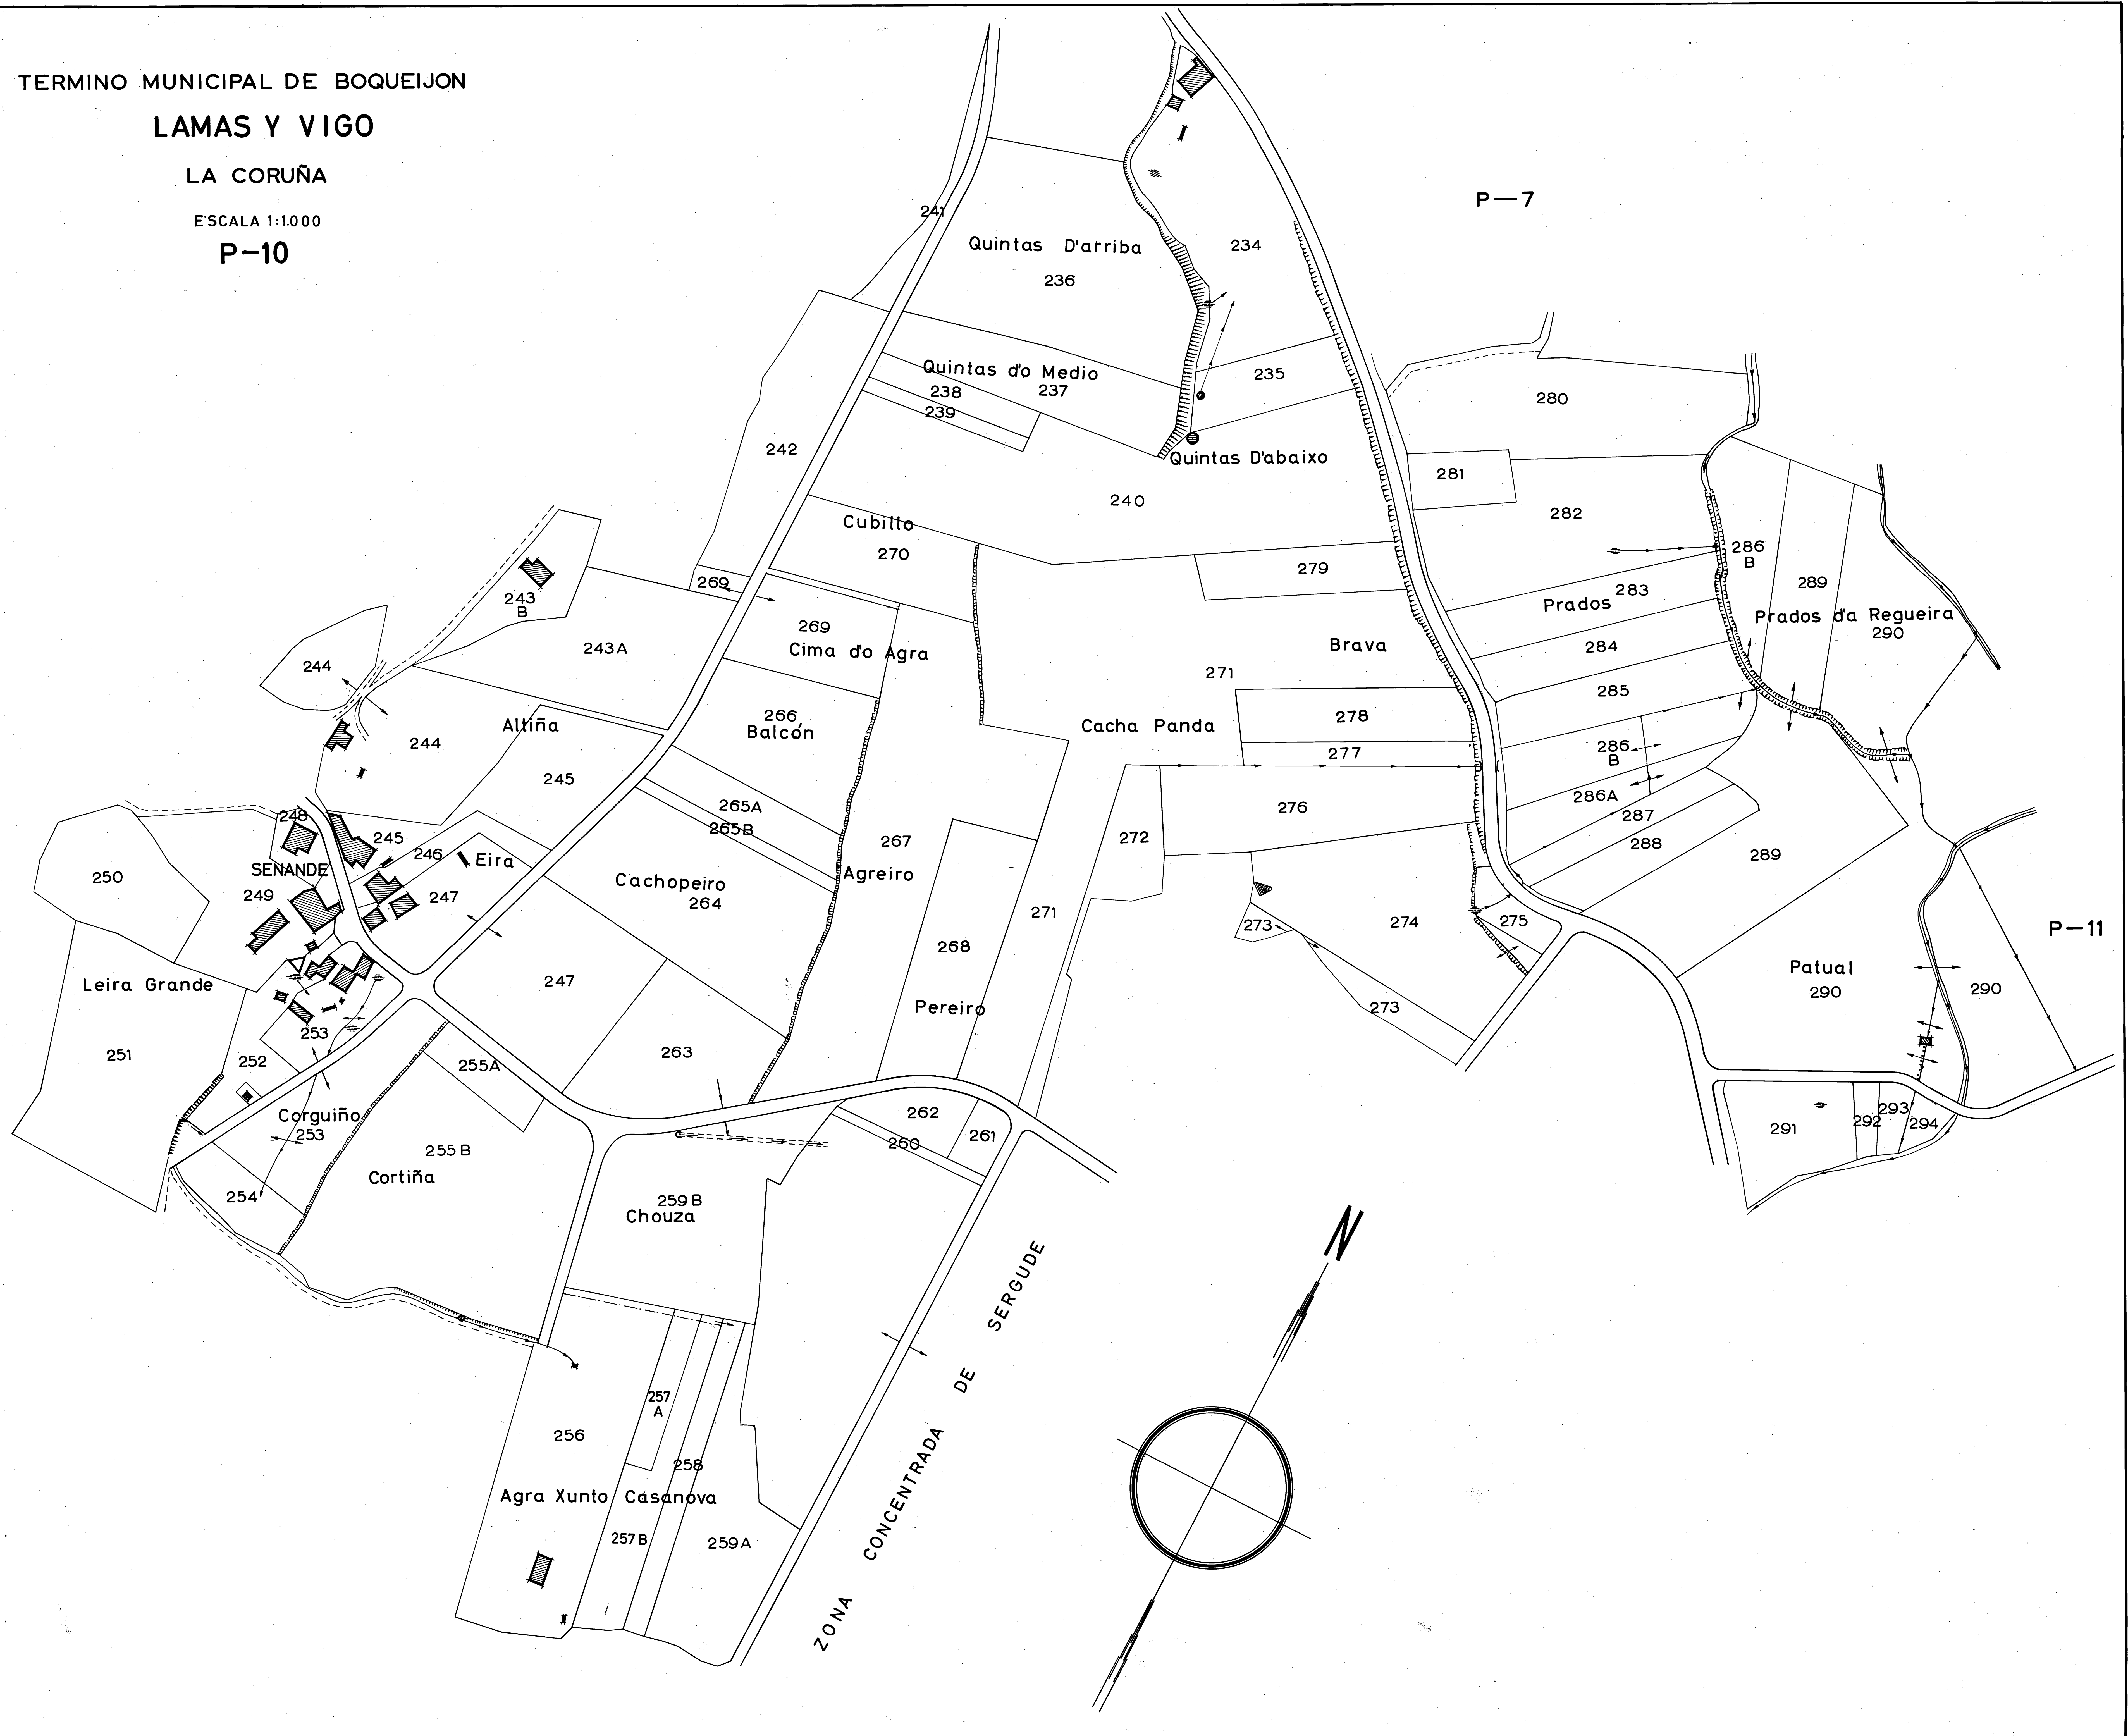 TERMINO MUNICIPAL DE BOQUEIJON
LAMAS Y VIGO
LA CORUÑA
ESCALA 1:1.000
P-10
P-7
241
Quintas D'arriba
234
236
Quintas d'o Medio
237
235
238
239
280
242
Quintas D'abaixo
281
240
282
Cubillo
270
286
B
279
269
289
243
B
283
Prados
Prados d'a Regueira
290
269
Cima d'o Agra
243A
Brava
284
244
271
285
266
Balcón
278
Altiña
Cacha Panda
244
277
286
B
245
265A
276
286A
248
265B
287
245
272
267
288
246
Eira
289
SENANDE
250
Agreiro
Cachopeiro
264
249
247
271
273
274
275
P-11
268
Patual
290
290
Leira Grande
247
Pereiro
273
253
251
263
252
255A
262
293
Corguiño
253
261
292
294
291
260
255B
Cortiña
254
259B
Chouza
N
257
A
256
258
Agra Xunto Casanova
257B
259A
ZONA CONCENTRADA DE SERGUDE